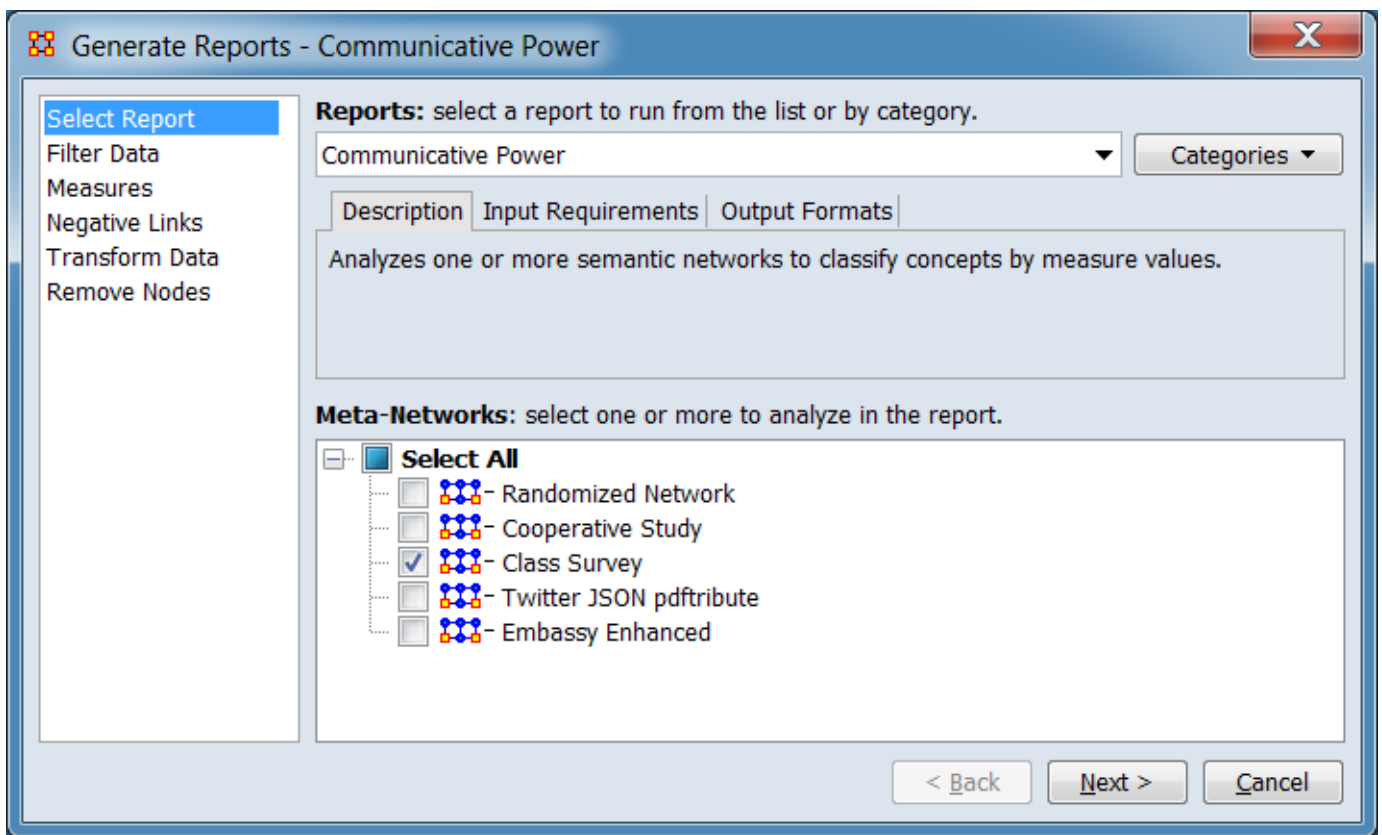 Generate Reports - Communicative Power
Select Report
Filter Data
Measures
Negative Links
Transform Data
Remove Nodes
Reports: select a report to run from the list or by category.
Communicative Power
Categories
Description Input Requirements Output Formats
Analyzes one or more semantic networks to classify concepts by measure values.
Meta-Networks: select one or more to analyze in the report.
Select All
Randomized Network
Cooperative Study
Class Survey
Twitter JSON pdftribute
Embassy Enhanced
< Back Next > Cancel